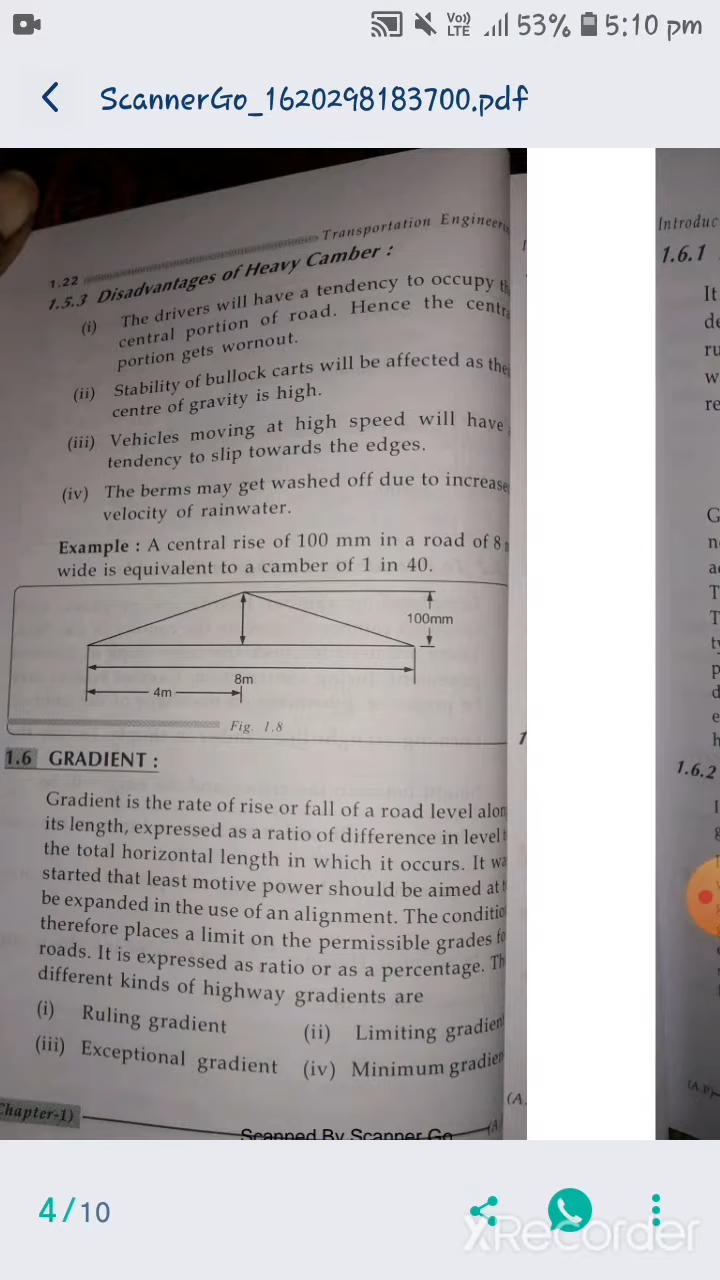 Vo))
LTE
53%
5:10 pm
ScannerGo_1620298183700.pdf
1.22
Transportation Engineeri
1.5.3 Disadvantages of Heavy Camber :
(i) The drivers will have a tendency to occupy th
central portion of road. Hence the centra
portion gets wornout.
(ii) Stability of bullock carts will be affected as thei
centre of gravity is high.
(iii) Vehicles moving at high speed will have
tendency to slip towards the edges.
(iv) The berms may get washed off due to increase
velocity of rainwater.
Example : A central rise of 100 mm in a road of 8
wide is equivalent to a camber of 1 in 40.
100mm
8m
4m
Fig. 1.8
1.6 GRADIENT :
Gradient is the rate of rise or fall of a road level alon
its length, expressed as a ratio of difference in level t
the total horizontal length in which it occurs. It wa
started that least motive power should be aimed at t
be expanded in the use of an alignment. The conditio
therefore places a limit on the permissible grades fo
roads. It is expressed as ratio or as a percentage. Th
different kinds of highway gradients are
(i) Ruling gradient (ii) Limiting gradien
(iii) Exceptional gradient (iv) Minimum gradien
Chapter-1)
(A.
Scanned By Scanner Go
Introduc
1.6.1
It
de
ru
w
re
G
n
a
T
T
ty
p
d
e
h
1.6.2
4/10
XRecorder